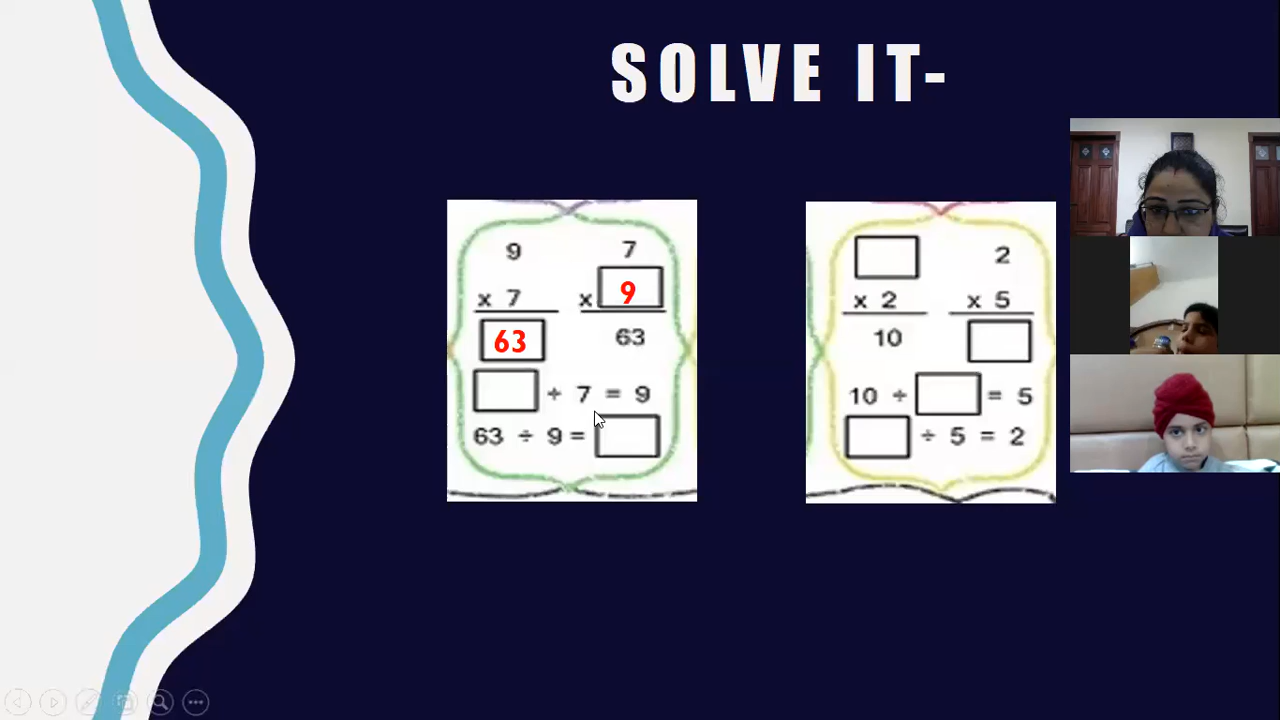 SOLVE IT-
9 7
x 7 x 9
63 63
÷ 7 = 9
63 ÷ 9 =
2
x 2 x 5
10
10 ÷ = 5
÷ 5 = 2